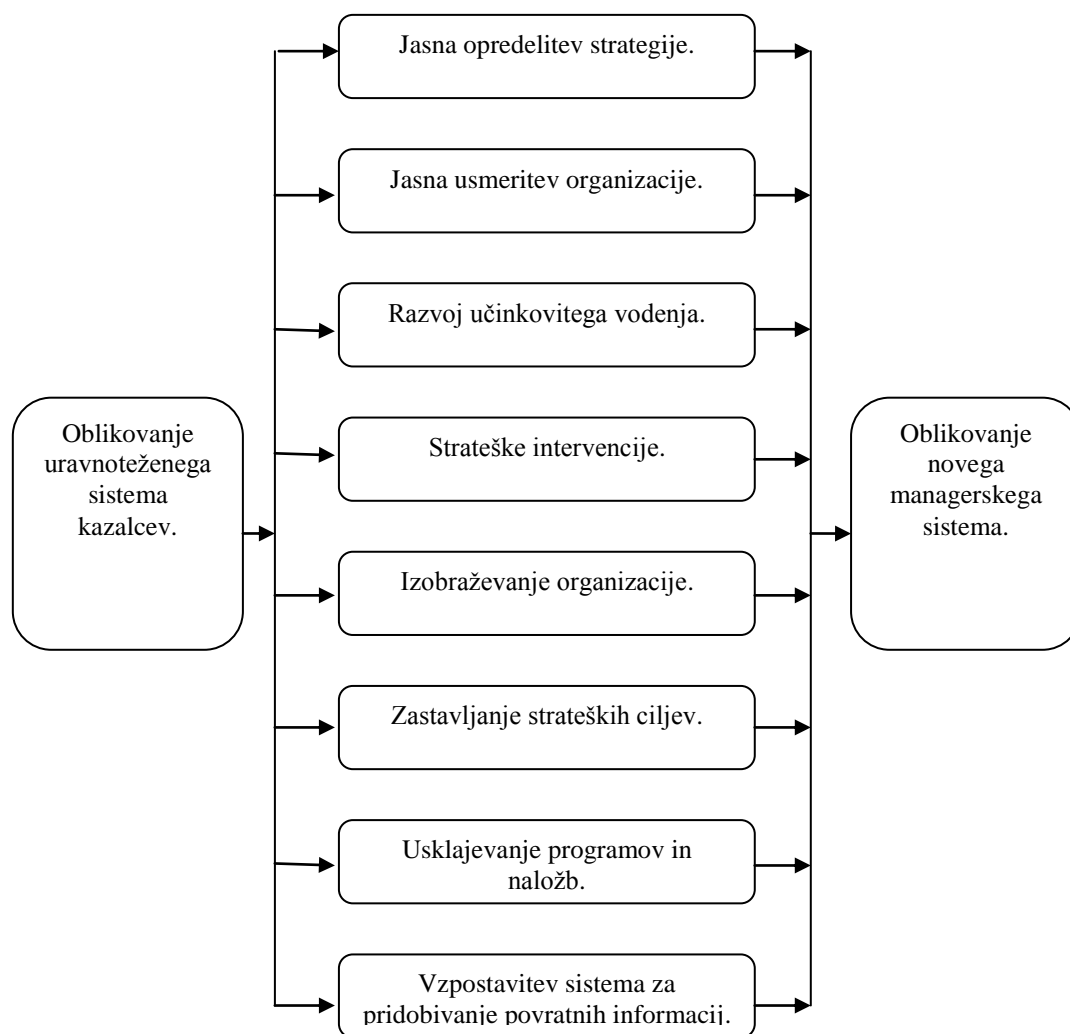 Jasna opredelitev strategije.
Jasna usmeritev organizacije.
Razvoj učinkovitega vodenja.
Oblikovanje
uravnoteženega
sistema
kazalcev.
Strateške intervencije.
Oblikovanje
novega
managerskega
sistema.
Izobraževanje organizacije.
Zastavljanje strateških ciljev.
Usklajevanje programov in
naložb.
Vzpostavitev sistema za
pridobivanje povratnih informacij.